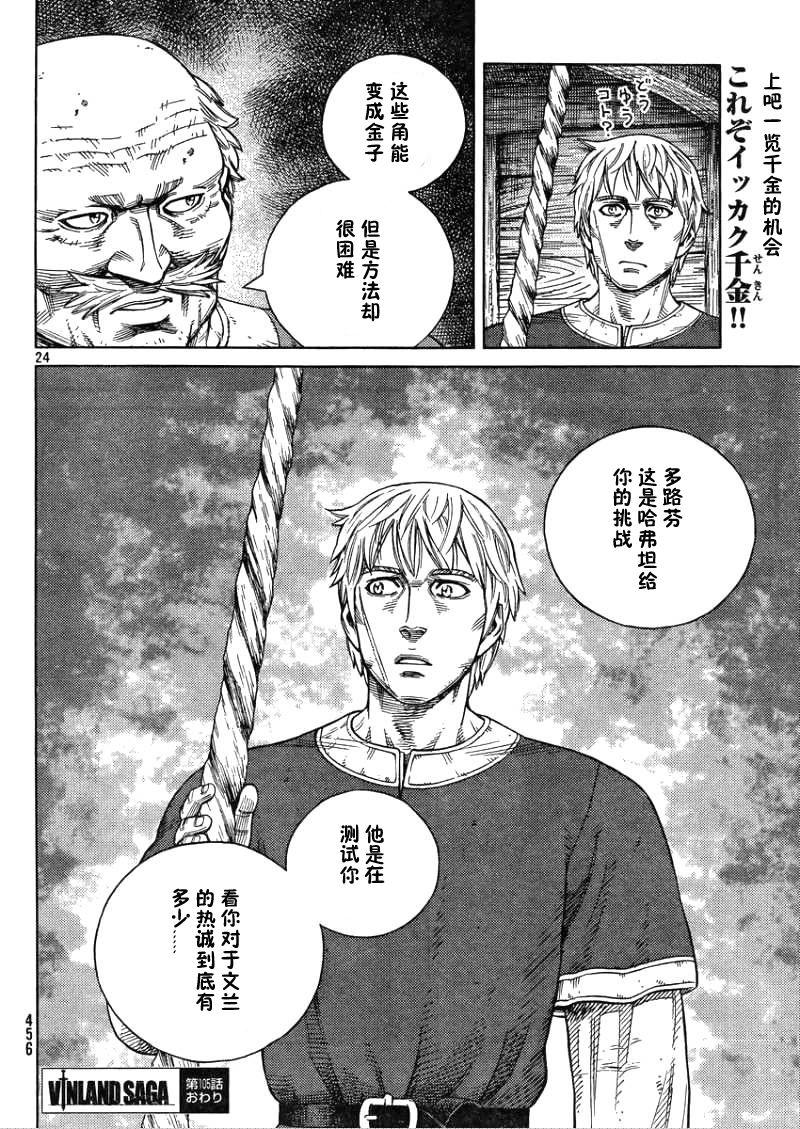 上吧一览千金的机会
これぞイッカク千金!!
せんきん
どう
ゆう
コト?
这些角能
变成金子
但是方法却
很困难
24
多路芬
这是哈弗坦给
你的挑战
他是在
测试你
看你对于文兰
的热诚到底有
多少……
456
VINLAND SAGA
第105話
おわり